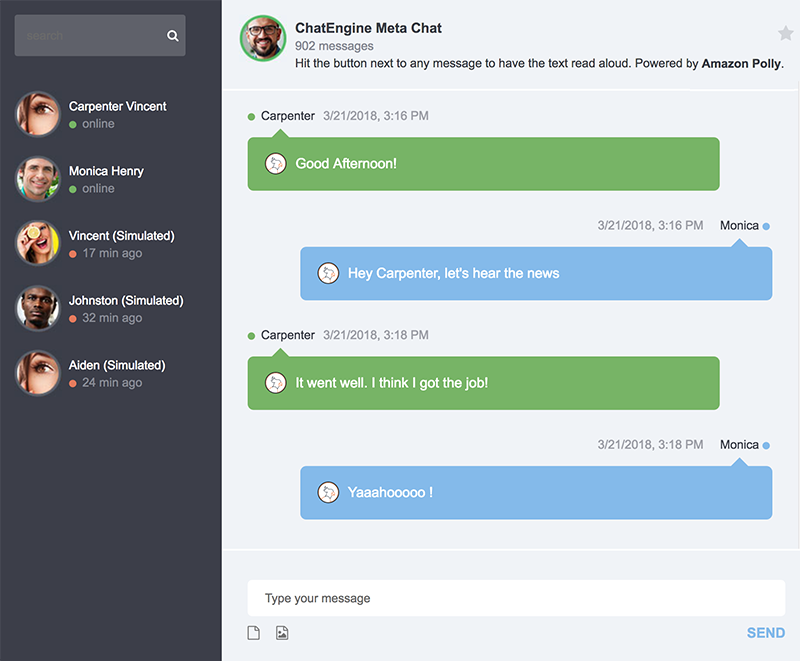 search
Carpenter Vincent
online
Monica Henry
online
Vincent (Simulated)
17 min ago
Johnston (Simulated)
32 min ago
Aiden (Simulated)
24 min ago
ChatEngine Meta Chat
902 messages
Hit the button next to any message to have the text read aloud. Powered by Amazon Polly.
Carpenter 3/21/2018, 3:16 PM
Good Afternoon!
3/21/2018, 3:16 PM Monica
Hey Carpenter, let's hear the news
Carpenter 3/21/2018, 3:18 PM
It went well. I think I got the job!
3/21/2018, 3:18 PM Monica
Yaaahooooo !
Type your message
SEND